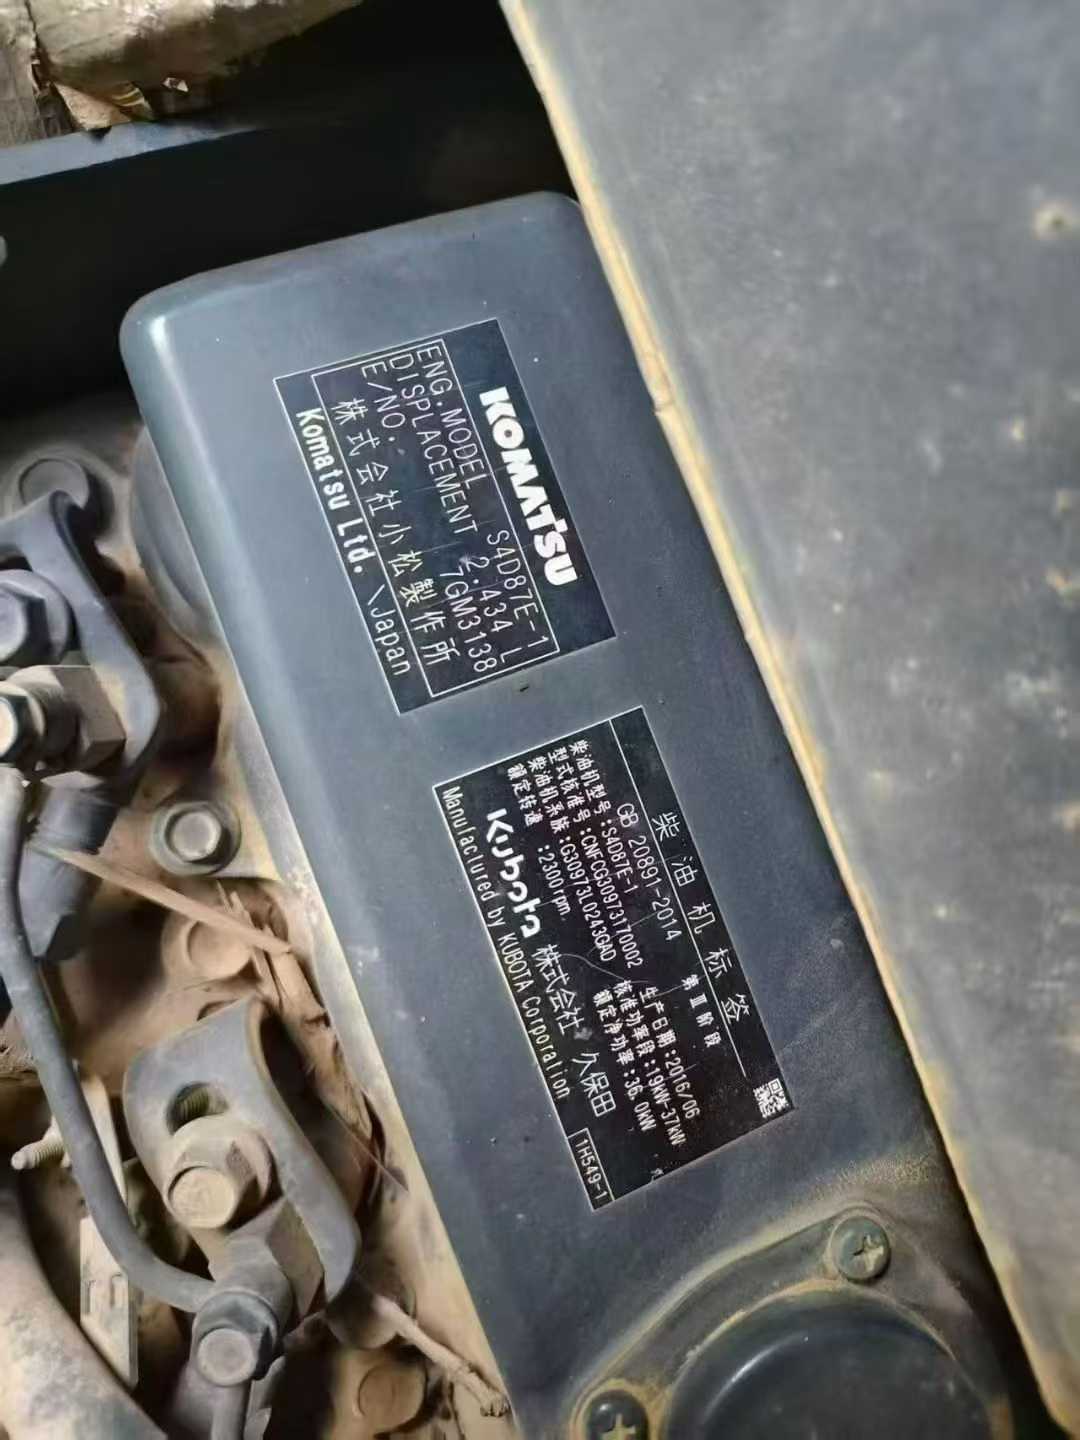 KOMATSU
ENG.MODEL S4D87E-1
DISPLACEMENT 2.434 L
E/NO. 7GM3138
株式会社小松製作所
Komatsu Ltd. \Japan
柴油机标签
GB 20891-2014 第Ⅲ阶段
柴油机型号:S4D87E-1 生产日期:2016/06
型式核准号:CNFCG30973170002 核准功率段:19kW-37kW
柴油机系族:G30973L0243GAD 额定净功率:36.0kW
额定转速:2300rpm
Kubota 株式会社 久保田
Manufactured by KUBOTA Corporation
1H549-1